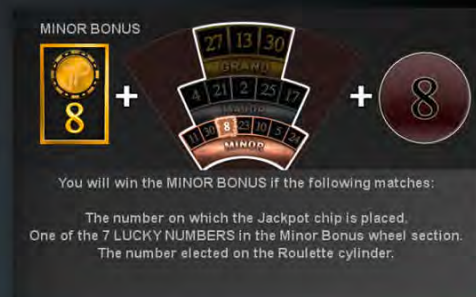 MINOR BONUS
27 13 30
GRAND
4 21 2 25 17
MAJOR
11 30 8 23 10 5 24
MINOR
8
+
+
8
You will win the MINOR BONUS if the following matches:
The number on which the Jackpot chip is placed.
One of the 7 LUCKY NUMBERS in the Minor Bonus wheel section.
The number elected on the Roulette cylinder.